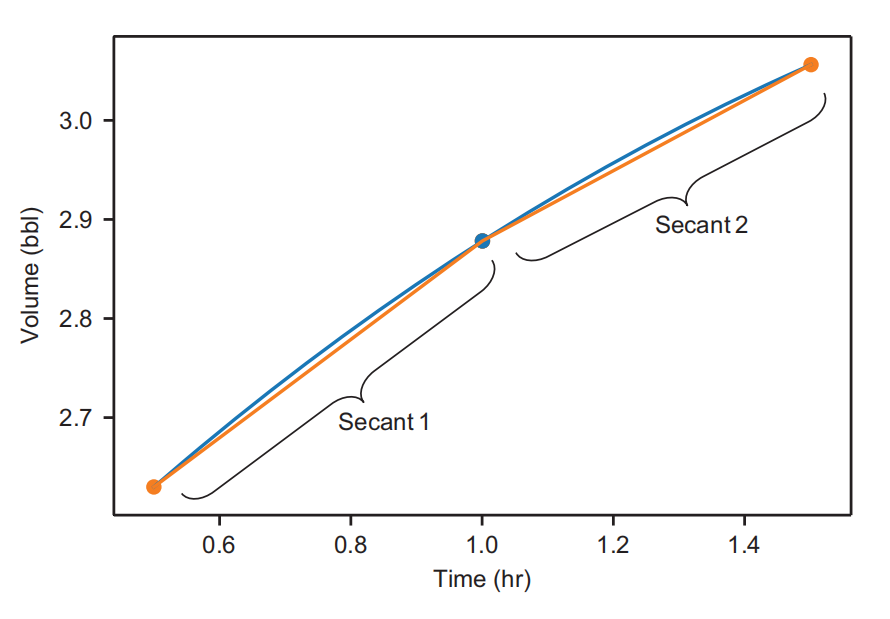 3.0
2.9
2.8
2.7
Volume (bbl)
Secant 2
Secant 1
0.6 0.8 1.0 1.2 1.4
Time (hr)